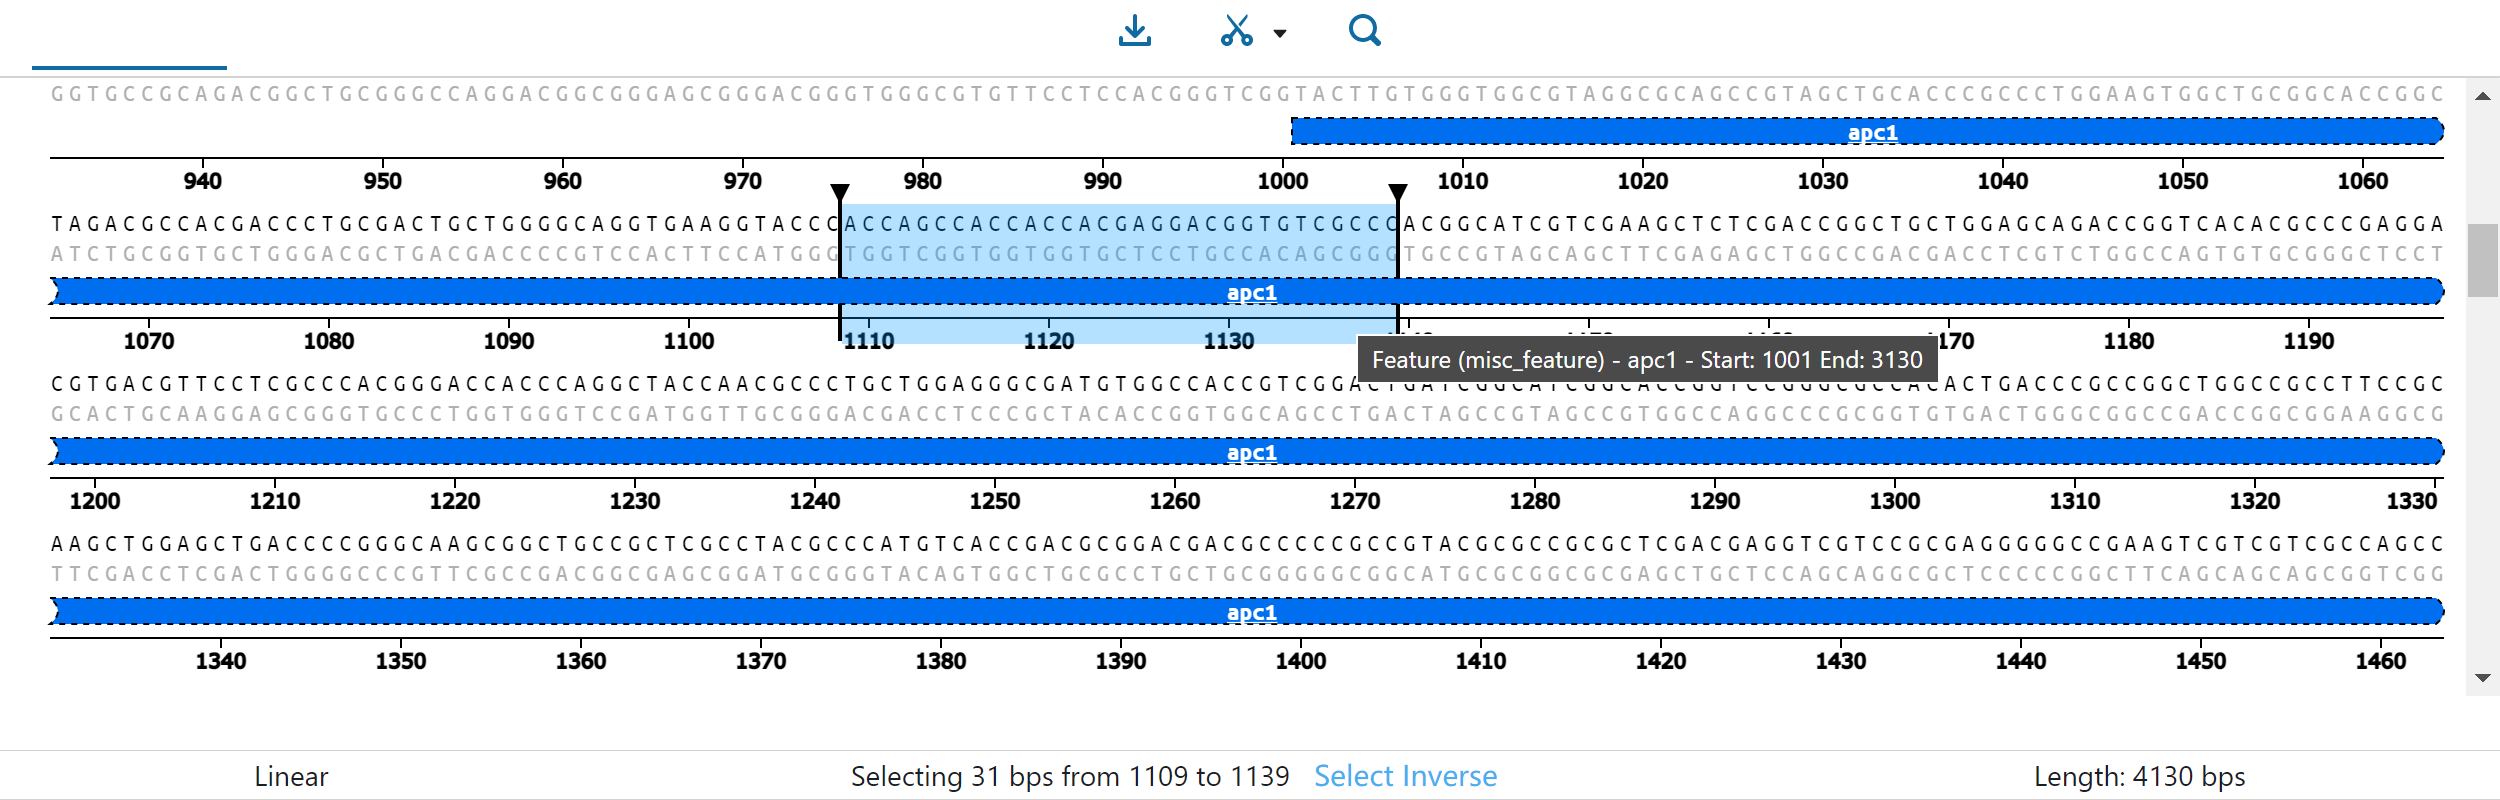 GGTGCCGCAGACGGCTGCGGGCCAGGACGGCGGGAGCGGGACGGGTGGGCGTGTTCCTCCACGGGTCGGTACTTGTGGGTGGCGTAGGCGCAGCCGTAGCTGCACCCGCCCTGGAAGTGGCTGCGGCACCGGC
apc1
940 950 960 970 980 990 1000 1010 1020 1030 1040 1050 1060
TAGACGCCACGACCCTGCGACTGCTGGGGCAGGTGAAGGTACCCACCAGCCACCACCACGAGGACGGTGTCGCCCACGGCATCGTCGAAGCTCTCGACCGGCTGCTGGAGCAGACCGGTCACACGCCCGAGGA
ATCTGCGGTGCTGGGACGCTGACGACCCCGTCCACTTCCATGGGTGGTCGGTGGTGGTGCTCCTGCCACAGCGGGTGCCGTAGCAGCTTCGAGAGCTGGCCGACGACCTCGTCTGGCCAGTGTGCGGGCTCCT
apc1
1070 1080 1090 1100 1110 1120 1130 170 1180 1190
Feature (misc_feature) - apc1 - Start: 1001 End: 3130
CGTGACGTTCCTCGCCCACGGGACCACCCAGGCTACCAACGCCCTGCTGGAGGGCGATGTGGCCACCGTCGGACTGATCGGCATCGGCACCGGTCCGGGCGCCACACTGACCCGCCGGCTGGCCGCCTTCCGC
GCACTGCAAGGAGCGGGTGCCCTGGTGGGTCCGATGGTTGCGGGACGACCTCCCGCTACACCGGTGGCAGCCTGACTAGCCGTAGCCGTGGCCAGGCCCGCGGTGTGACTGGGCGGCCGACCGGCGGAAGGCG
apc1
1200 1210 1220 1230 1240 1250 1260 1270 1280 1290 1300 1310 1320 1330
AAGCTGGAGCTGACCCCGGGCAAGCGGCTGCCGCTCGCCTACGCCCATGTCACCGACGCGGACGACGCCCCCGCCGTACGCGCCGCGCTCGACGAGGTCGTCCGCGAGGGGGCCGAAGTCGTCGTCGCCAGCC
TTCGACCTCGACTGGGGCCCGTTCGCCGACGGCGAGCGGATGCGGGTACAGTGGCTGCGCCTGCTGCGGGGGCGGCATGCGCGGCGCGAGCTGCTCCAGCAGGCGCTCCCCCGGCTTCAGCAGCAGCGGTCGG
apc1
1340 1350 1360 1370 1380 1390 1400 1410 1420 1430 1440 1450 1460
Linear Selecting 31 bps from 1109 to 1139 Select Inverse Length: 4130 bps